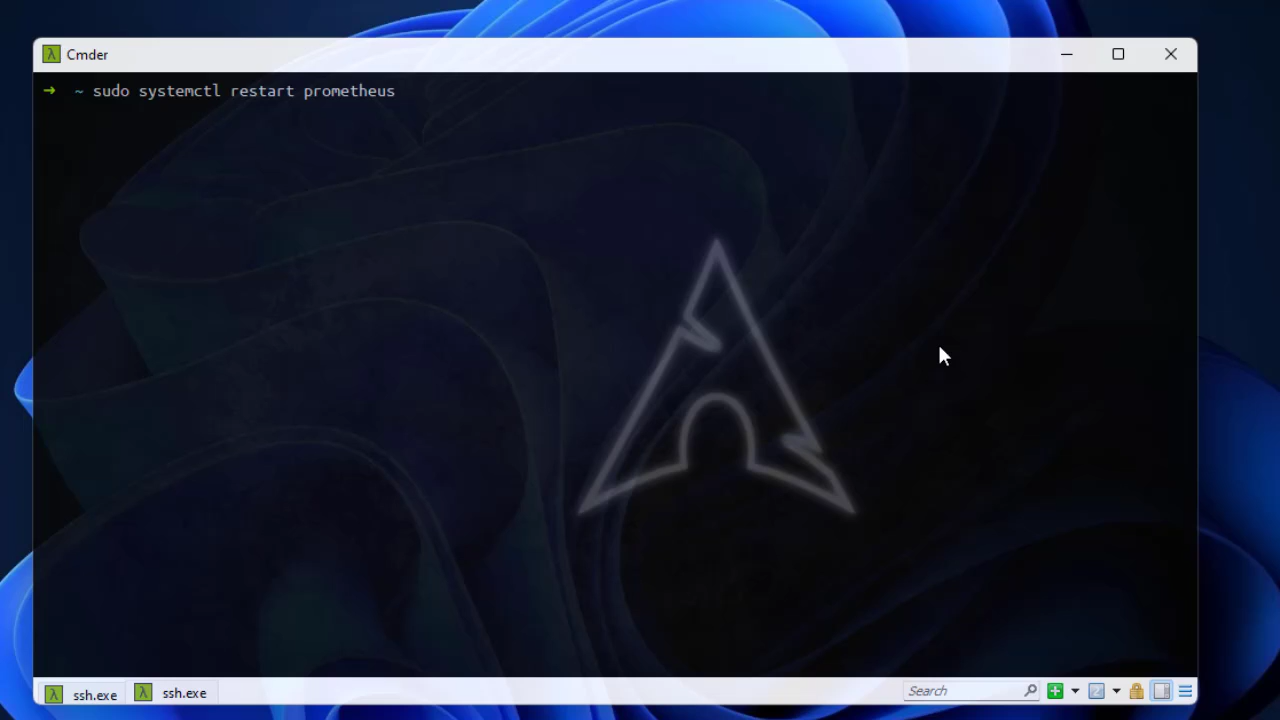 Cmder
➜ ~ sudo systemctl restart prometheus
ssh.exe
ssh.exe
Search